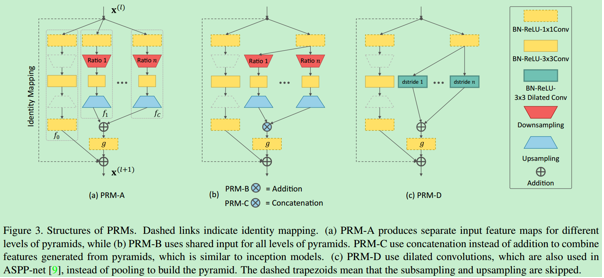 x(l)
Identity Mapping
Ratio 1
Ratio n
...
f1
fC
f0
g
x(l+1)
(a) PRM-A
Ratio 1
Ratio n
...
g
PRM-B ⊗ = Addition
PRM-C ⊗ = Concatenation
(b)
dstride 1
...
dstride n
g
(c) PRM-D
BN-ReLU-1x1Conv
BN-ReLU-3x3Conv
BN-ReLU-
3x3 Dilated Conv
Downsampling
Upsampling
Addition
Figure 3. Structures of PRMs. Dashed links indicate identity mapping. (a) PRM-A produces separate input feature maps for different
levels of pyramids, while (b) PRM-B uses shared input for all levels of pyramids. PRM-C use concatenation instead of addition to combine
features generated from pyramids, which is similar to inception models. (c) PRM-D use dilated convolutions, which are also used in
ASPP-net [9], instead of pooling to build the pyramid. The dashed trapezoids mean that the subsampling and upsampling are skipped.